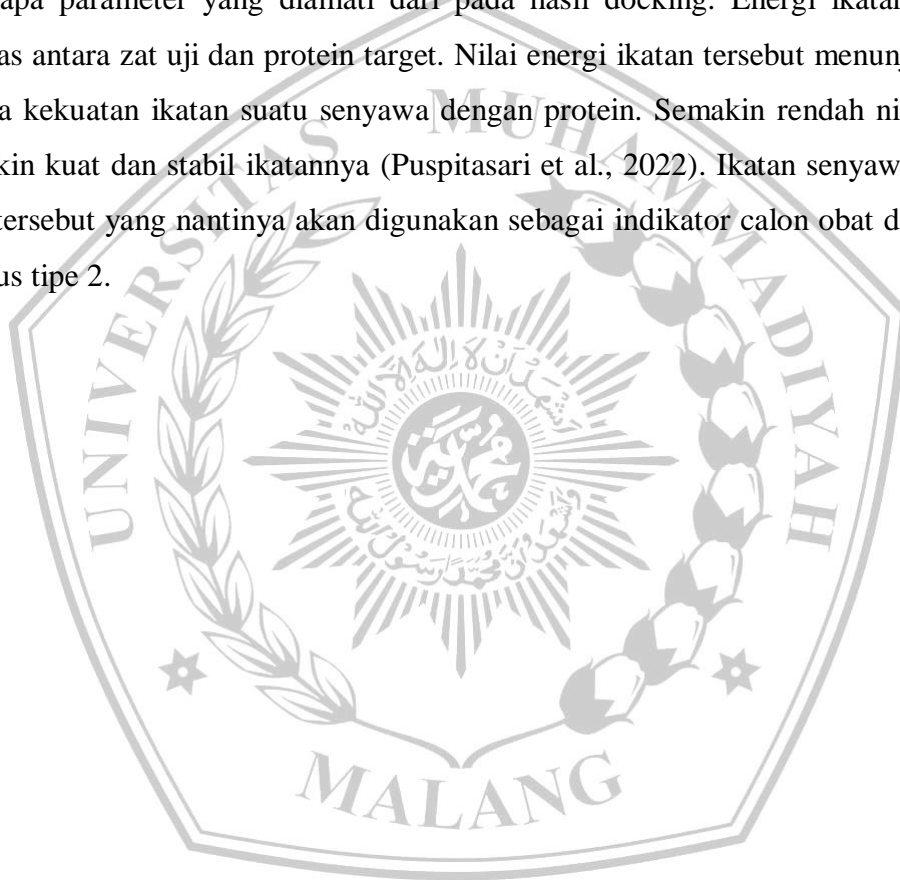 apa parameter yang diamati dari pada hasil docking. Energi ikatan
as antara zat uji dan protein target. Nilai energi ikatan tersebut menunj
a kekuatan ikatan suatu senyawa dengan protein. Semakin rendah ni
kin kuat dan stabil ikatannya (Puspitasari et al., 2022). Ikatan senyaw
tersebut yang nantinya akan digunakan sebagai indikator calon obat d
us tipe 2.
UNIVERSITAS MUHAMMADIYAH
MALANG